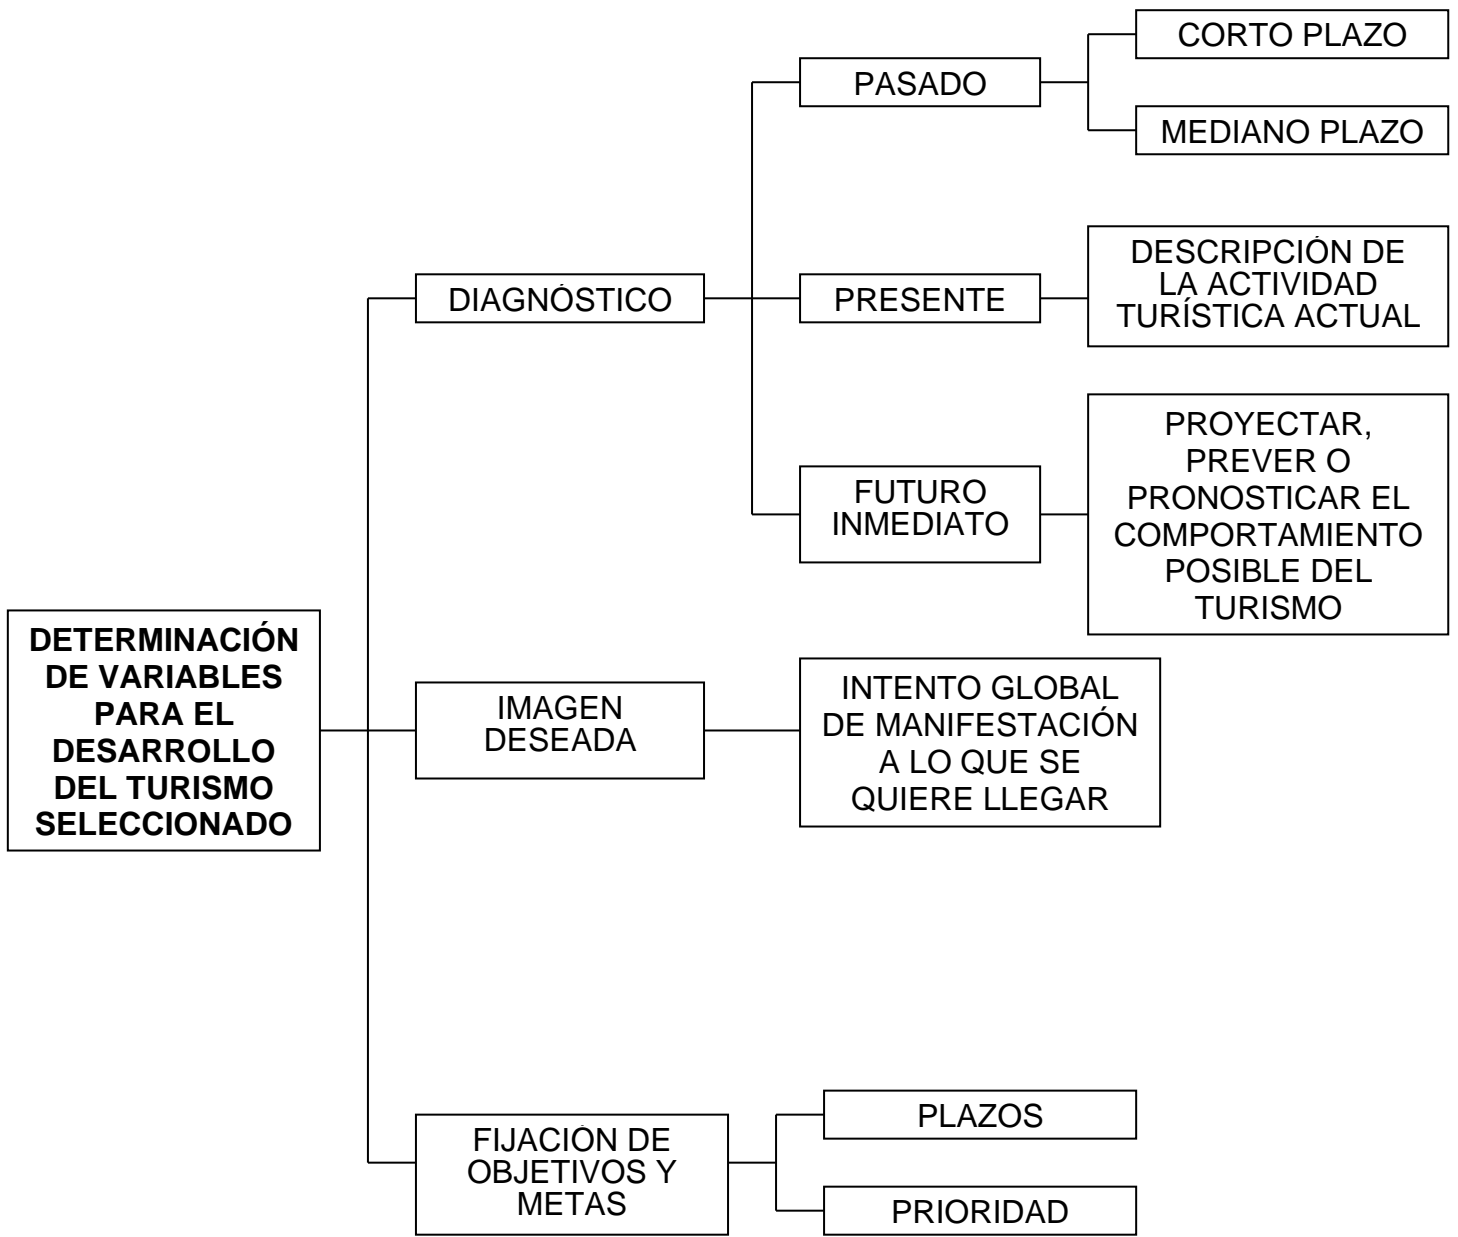 CORTO PLAZO
PASADO
MEDIANO PLAZO
DESCRIPCIÓN DE
LA ACTIVIDAD
TURÍSTICA ACTUAL
DIAGNÓSTICO
PRESENTE
PROYECTAR,
PREVER O
PRONOSTICAR EL
COMPORTAMIENTO
POSIBLE DEL
TURISMO
FUTURO
INMEDIATO
DETERMINACIÓN
DE VARIABLES
PARA EL
DESARROLLO
DEL TURISMO
SELECCIONADO
IMAGEN
DESEADA
INTENTO GLOBAL
DE MANIFESTACIÓN
A LO QUE SE
QUIERE LLEGAR
FIJACIÓN DE
OBJETIVOS Y
METAS
PLAZOS
PRIORIDAD